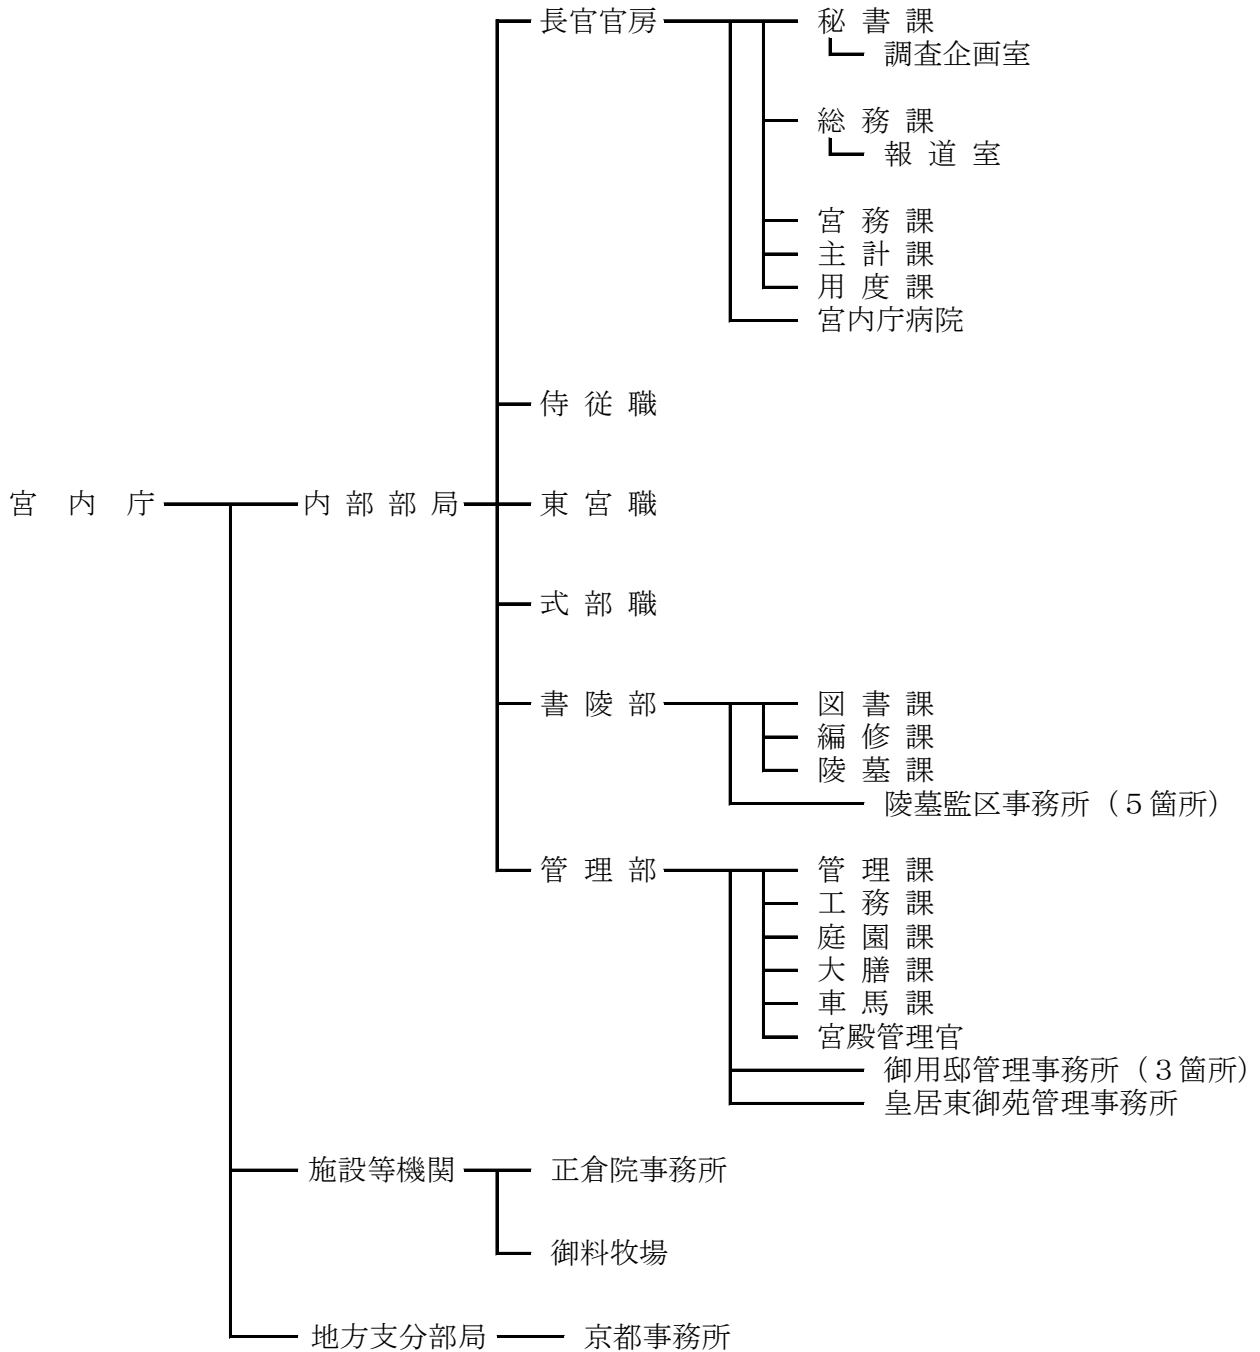 長官官房
秘書課
調査企画室
総務課
報道室
宮務課
主計課
用度課
宮内庁病院
侍従職
宮内庁
内部部局
東宮職
式部職
書陵部
図書課
編修課
陵墓課
陵墓監区事務所（５箇所）
管理部
管理課
工務課
庭園課
大膳課
車馬課
宮殿管理官
御用邸管理事務所（３箇所）
皇居東御苑管理事務所
施設等機関
正倉院事務所
御料牧場
地方支分部局
京都事務所